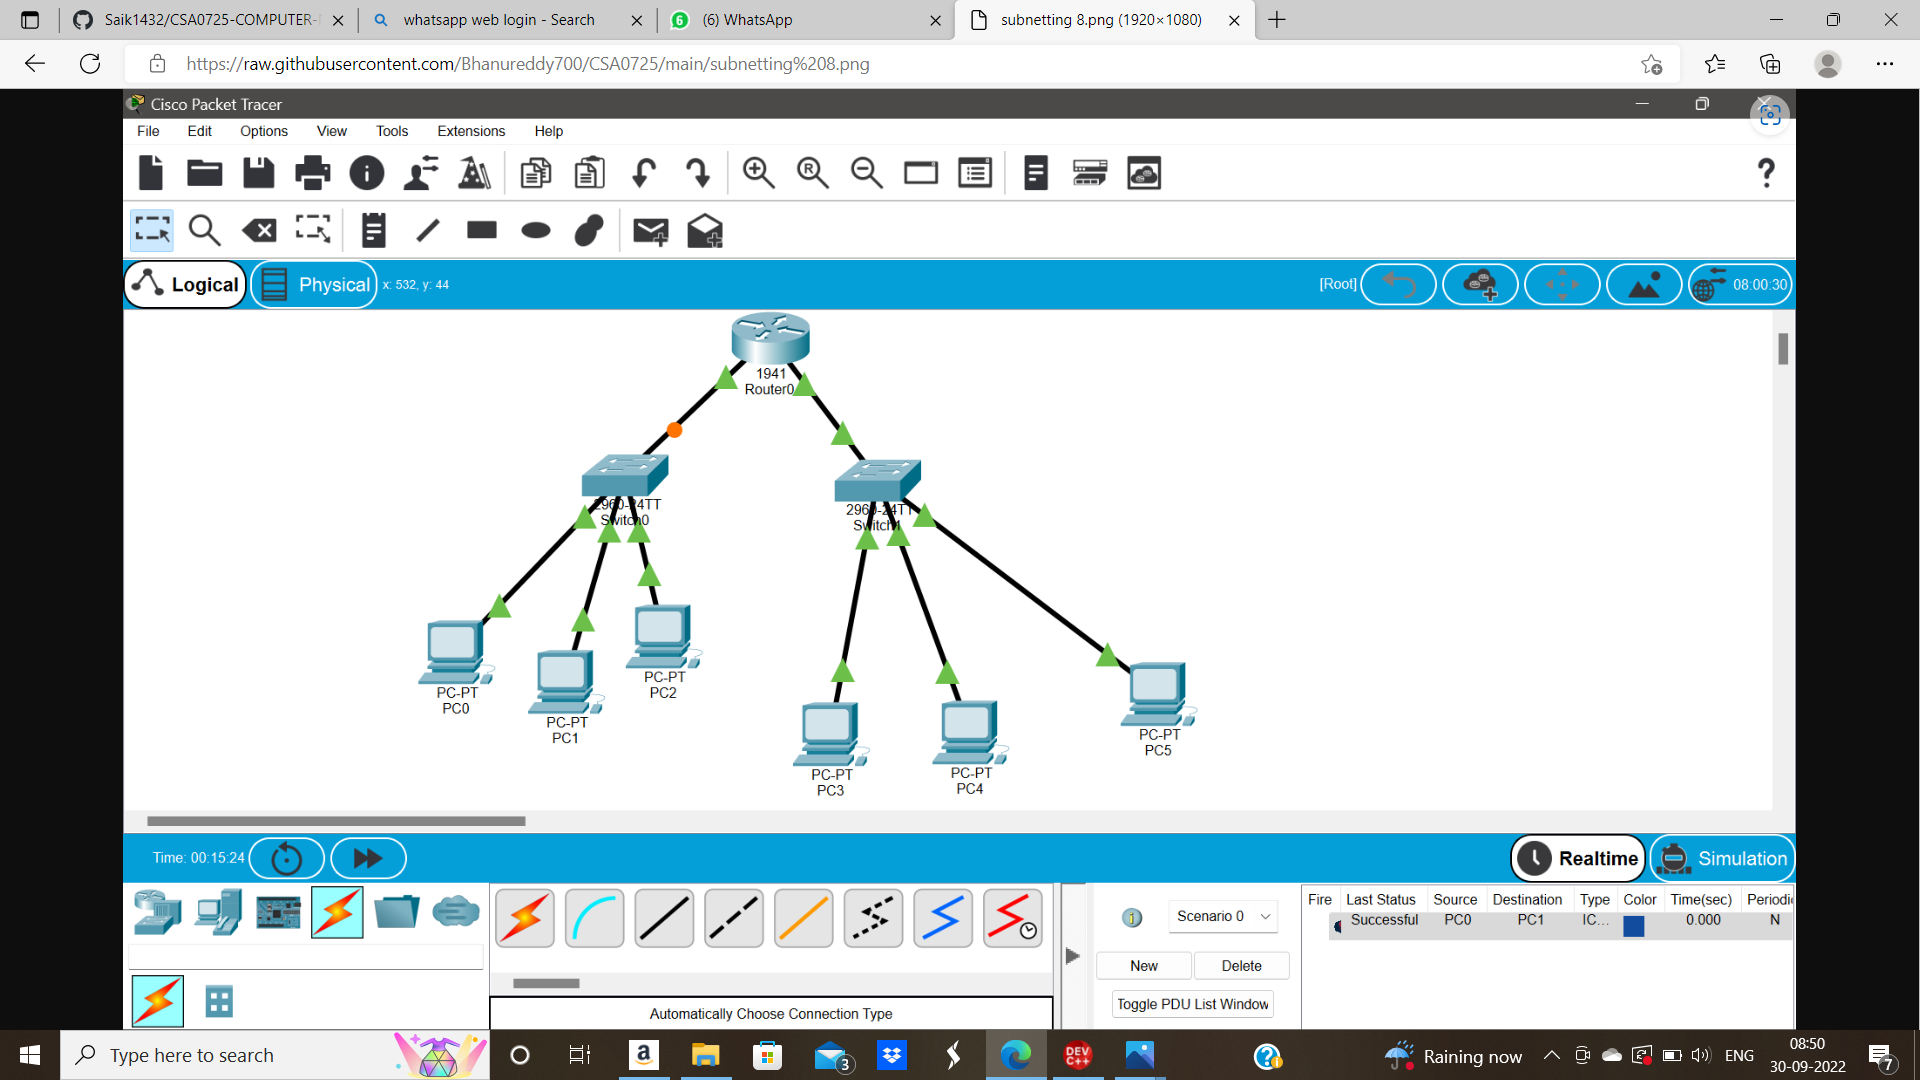 Saik1432/CSA0725-COMPUTER-
whatsapp web login - Search
6
(6) WhatsApp
subnetting 8.png (1920×1080)
https://raw.githubusercontent.com/Bhanureddy700/CSA0725/main/subnetting%208.png
Cisco Packet Tracer
File Edit Options View Tools Extensions Help
R
?
Logical
Physical
x: 532, y: 44
[Root]
08:00:30
1941
Router0
2960-24TT
Switch0
2960-24TT
Switch1
PC-PT
PC0
PC-PT
PC1
PC-PT
PC2
PC-PT
PC3
PC-PT
PC4
PC-PT
PC5
Time: 00:15:24
Realtime
Simulation
Scenario 0
New
Delete
Toggle PDU List Window
Fire Last Status Source Destination Type Color Time(sec) Periodi
Successful PC0 PC1 IC... 0.000 N
Automatically Choose Connection Type
Type here to search
a
3
DEV
C++
Raining now
ENG
08:50
30-09-2022
7